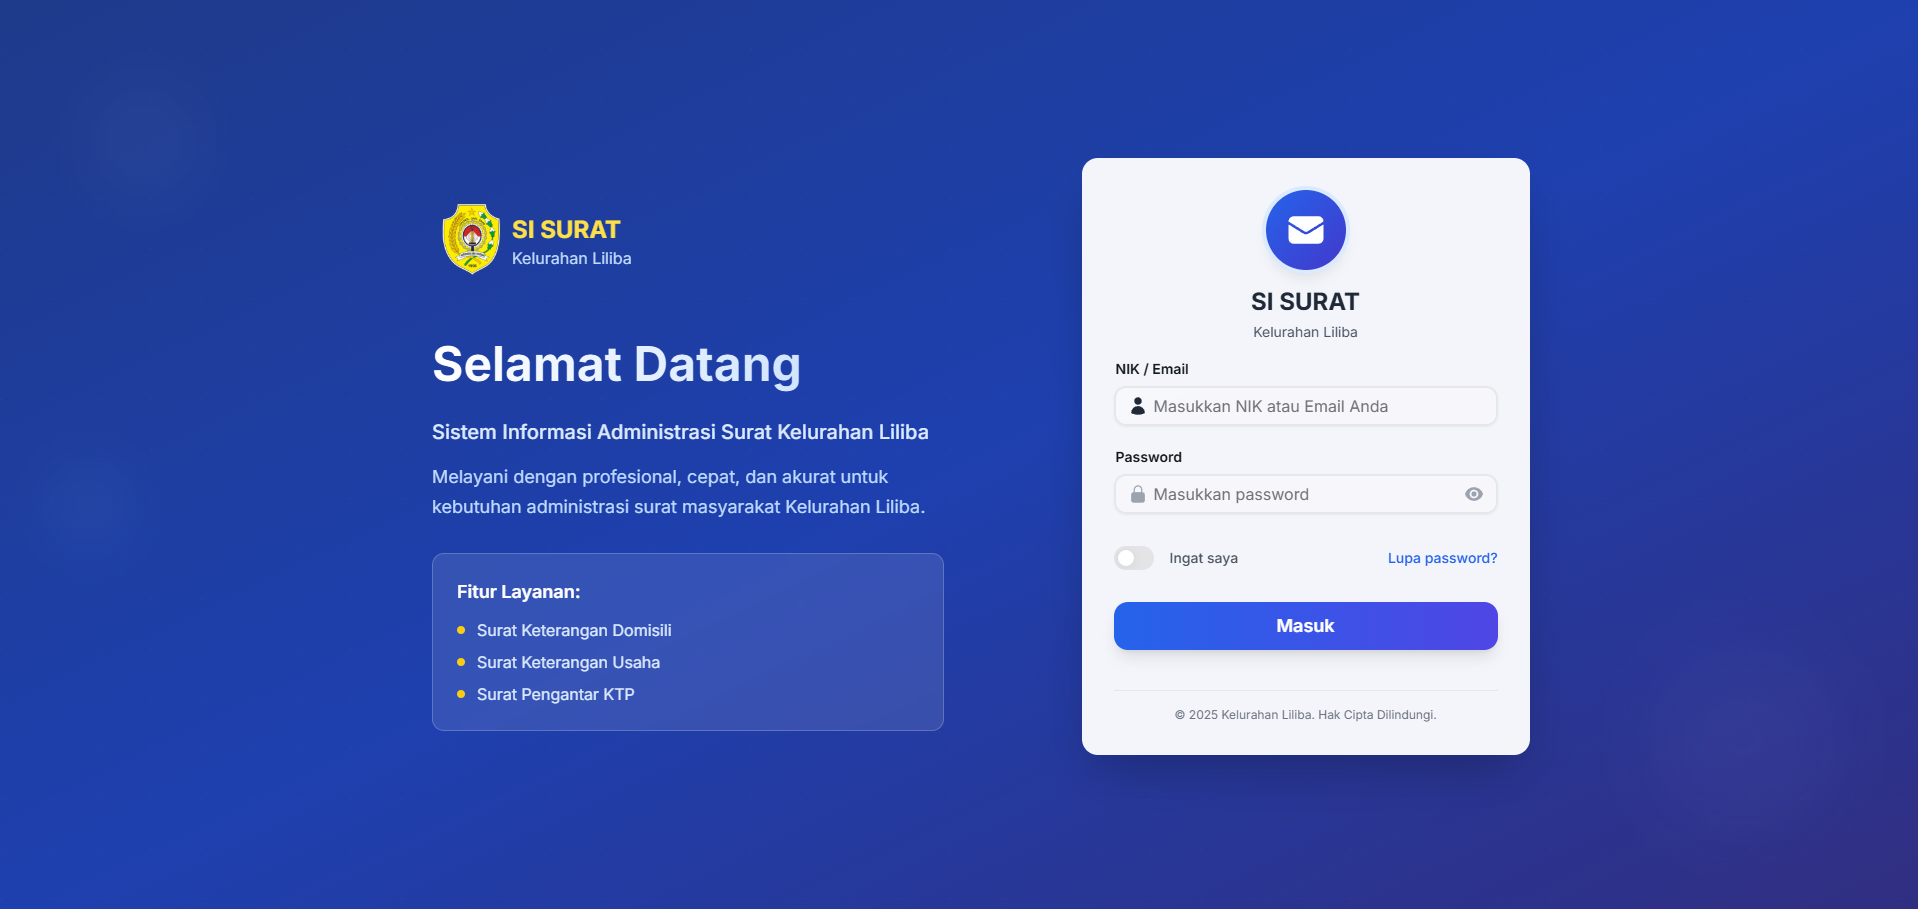 SI SURAT
Kelurahan Liliba
Selamat Datang
Sistem Informasi Administrasi Surat Kelurahan Liliba
Melayani dengan profesional, cepat, dan akurat untuk
kebutuhan administrasi surat masyarakat Kelurahan Liliba.
Fitur Layanan:
Surat Keterangan Domisili
Surat Keterangan Usaha
Surat Pengantar KTP
SI SURAT
Kelurahan Liliba
NIK / Email
Masukkan NIK atau Email Anda
Password
Masukkan password
Ingat saya
Lupa password?
Masuk
© 2025 Kelurahan Liliba. Hak Cipta Dilindungi.